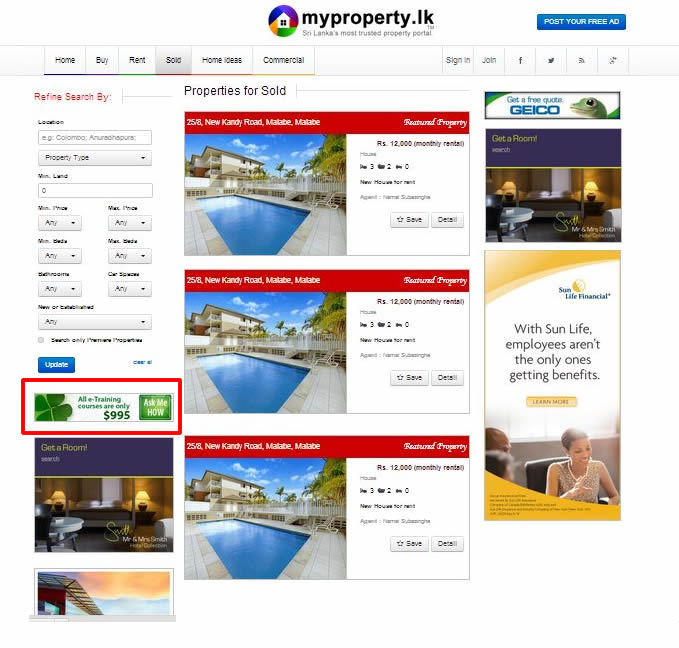 myproperty.lk
TM
Sri Lanka's most trusted property portal
POST YOUR FREE AD
Home Buy Rent Sold Home Ideas Commercial Sign in Join
Refine Search By:
Location
e.g: Colombo; Anuradhapura;
Property Type
Min. Land
0
Min. Price Max. Price
Any Any
Min. Beds Max. Beds
Any Any
Bathrooms Car Spaces
Any Any
New or Established
Any
Search only Premiere Properties
Update clear all
All e-Training
courses are only
$995
Ask Me
HOW
Get a Room!
search
Smith
Mr & Mrs Smith
Hotel Collection.
Properties for Sold
25/8, New Kandy Road, Malabe, Malabe Featured Property
Rs. 12,000 (monthly rental)
House
3 2 0
New House for rent
Agent : Namal Subasinghe
Save Detail
25/8, New Kandy Road, Malabe, Malabe Featured Property
Rs. 12,000 (monthly rental)
House
3 2 0
New House for rent
Agent : Namal Subasinghe
Save Detail
25/8, New Kandy Road, Malabe, Malabe Featured Property
Rs. 12,000 (monthly rental)
House
3 2 0
New House for rent
Agent : Namal Subasinghe
Save Detail
Get a free quote.
GEICO
Get a Room!
search
Smith
Mr & Mrs Smith
Hotel Collection.
Sun
Life Financial
With Sun Life,
employees aren't
the only ones
getting benefits.
LEARN MORE